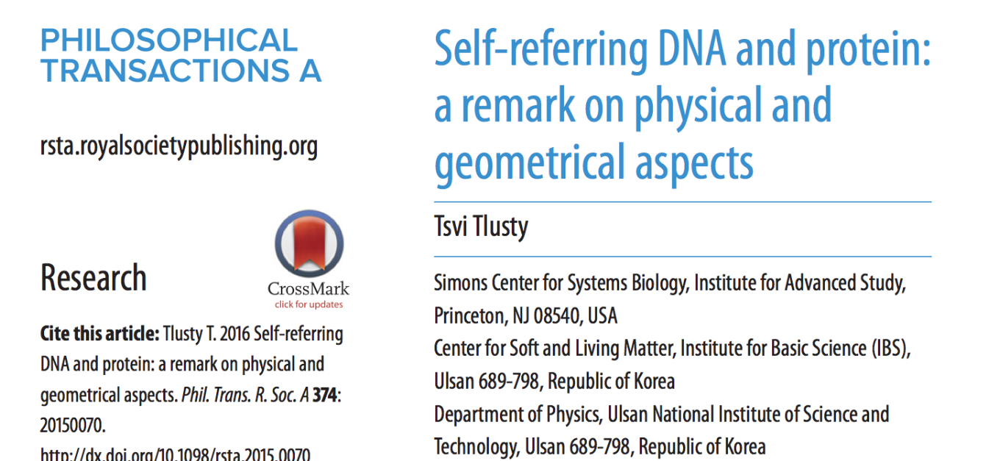 PHILOSOPHICAL
TRANSACTIONS A
rsta.royalsocietypublishing.org
Research
CrossMark
click for updates
Cite this article: Tlusty T. 2016 Self-referring
DNA and protein: a remark on physical and
geometrical aspects. Phil. Trans. R. Soc. A 374:
20150070.
http://dx.doi.org/10.1098/rsta.2015.0070
Self-referring DNA and protein:
a remark on physical and
geometrical aspects
Tsvi Tlusty
Simons Center for Systems Biology, Institute for Advanced Study,
Princeton, NJ 08540, USA
Center for Soft and Living Matter, Institute for Basic Science (IBS),
Ulsan 689-798, Republic of Korea
Department of Physics, Ulsan National Institute of Science and
Technology, Ulsan 689-798, Republic of Korea